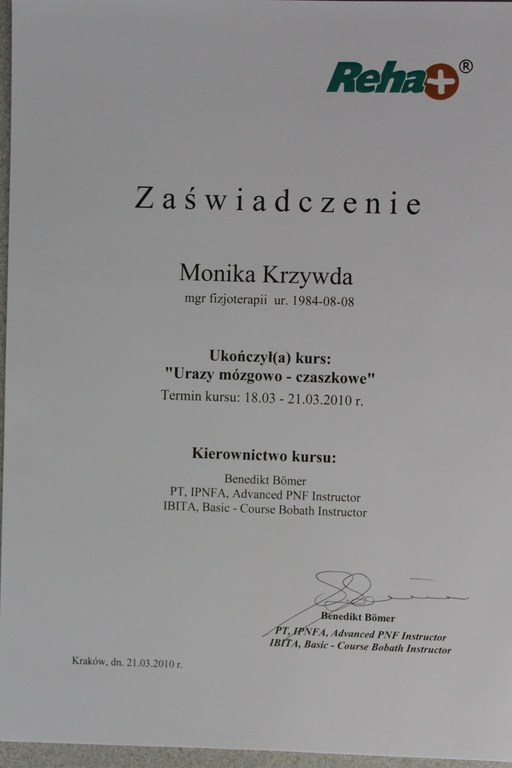 Reha+®
Zaświadczenie
Monika Krzywda
mgr fizjoterapii ur. 1984-08-08
Ukończył(a) kurs:
"Urazy mózgowo - czaszkowe"
Termin kursu: 18.03 - 21.03.2010 r.
Kierownictwo kursu:
Benedikt Bömer
PT, IPNFA, Advanced PNF Instructor
IBITA, Basic - Course Bobath Instructor
Benedikt Bömer
PT, IPNFA, Advanced PNF Instructor
IBITA, Basic - Course Bobath Instructor
Kraków, dn. 21.03.2010 r.